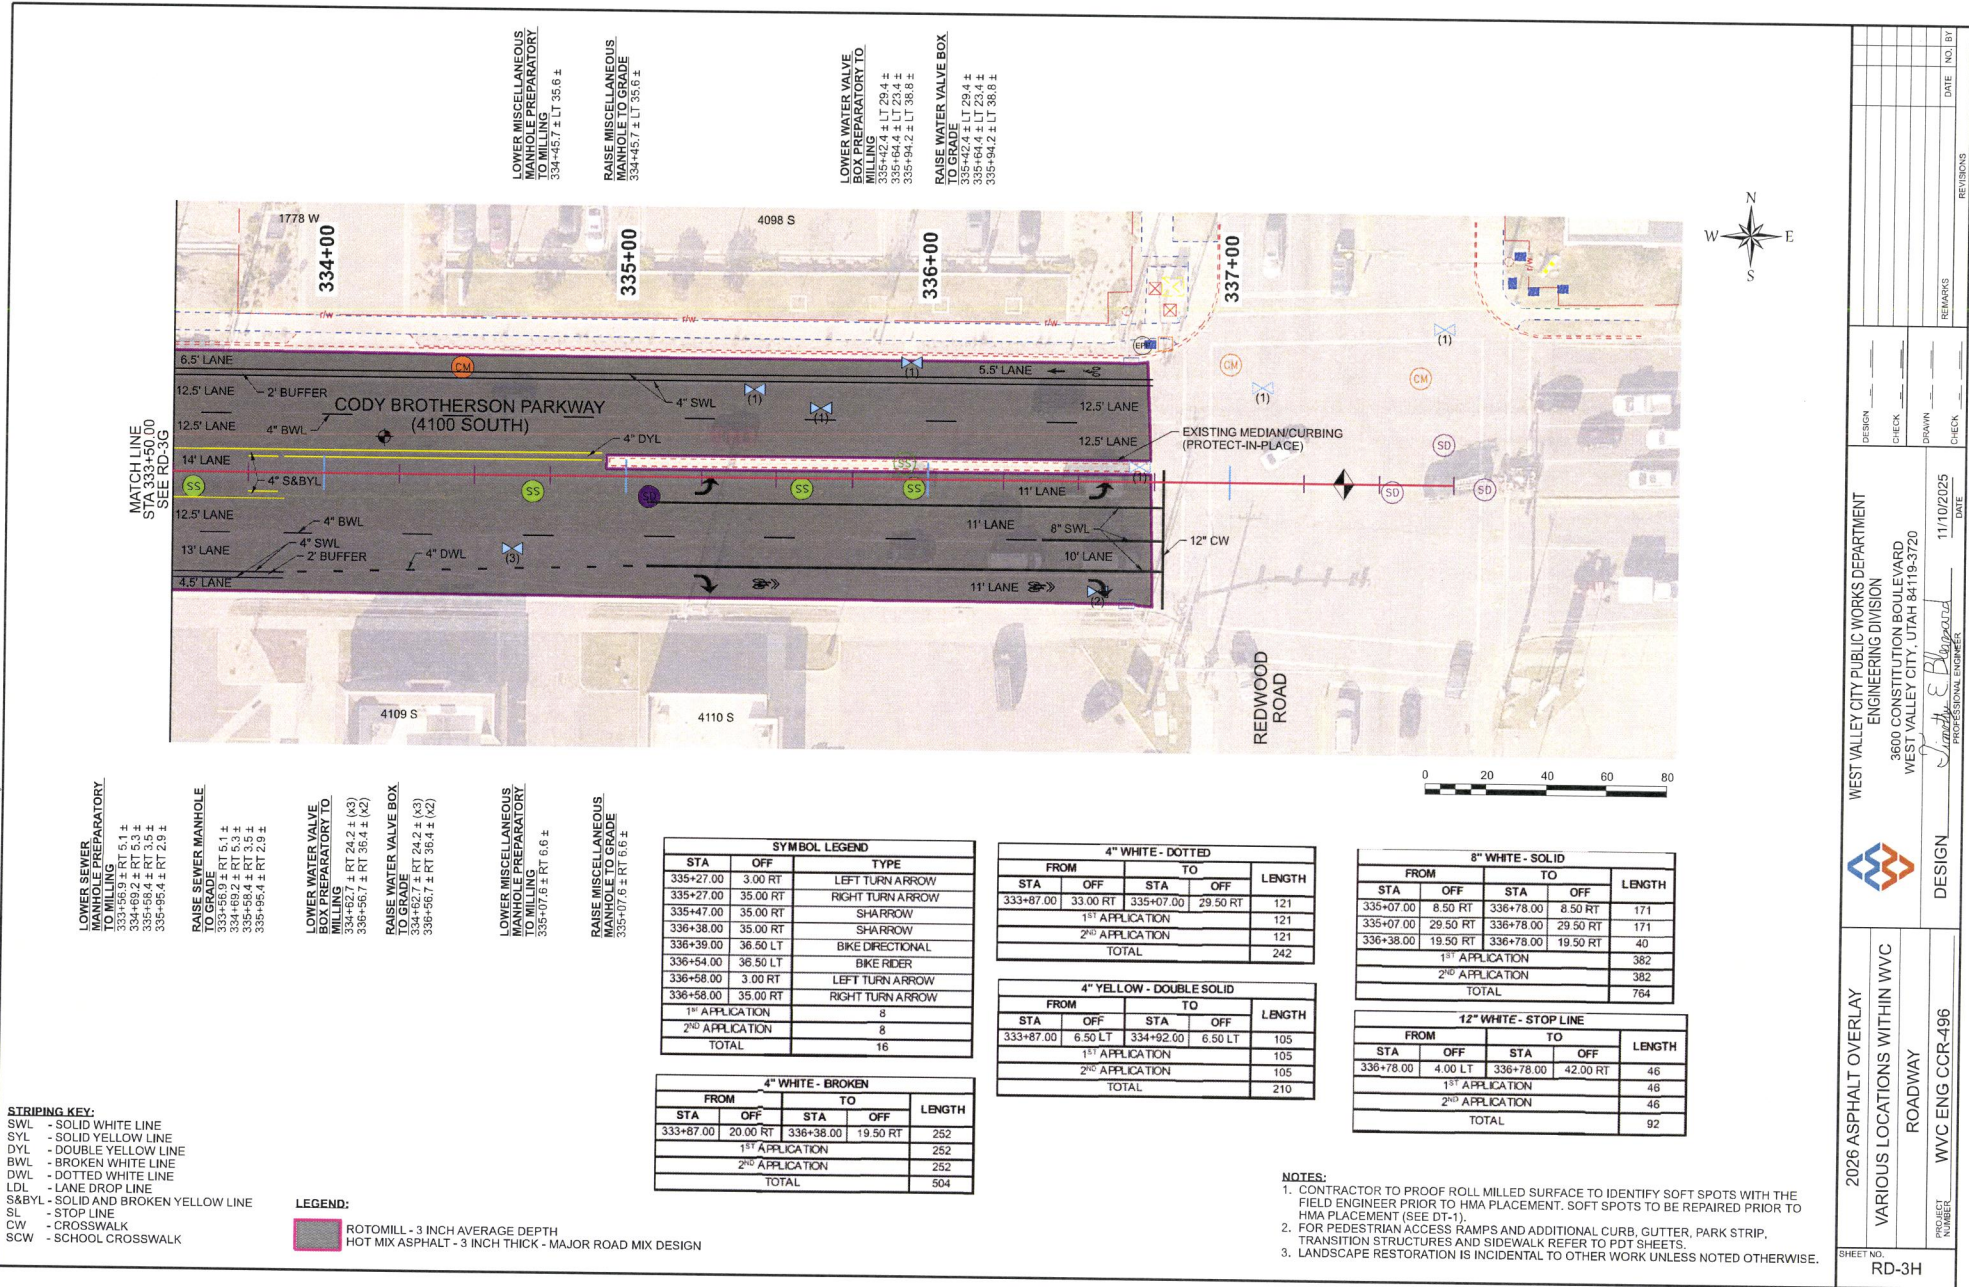 LOWER MISCELLANEOUS
MANHOLE PREPARATORY
TO MILLING
334+45.7 ± LT 35.6 ±
RAISE MISCELLANEOUS
MANHOLE TO GRADE
334+45.7 ± LT 35.6 ±
LOWER WATER VALVE
BOX PREPARATORY TO
MILLING
335+42.4 ± LT 29.4 ±
335+64.4 ± LT 23.4 ±
335+94.2 ± LT 38.8 ±
RAISE WATER VALVE BOX
TO GRADE
335+42.4 ± LT 29.4 ±
335+64.4 ± LT 23.4 ±
335+94.2 ± LT 38.8 ±
N
W E
S
1778 W
4098 S
334+00
335+00
336+00
337+00
r/w
r/w
r/w
r/w
MATCH LINE
STA 333+50.00
SEE RD-3G
6.5' LANE
12.5' LANE
2' BUFFER
12.5' LANE
4" BWL
14' LANE
4" S&BYL
12.5' LANE
4" BWL
13' LANE
4" SWL
2' BUFFER
4" DWL
4.5' LANE
CODY BROTHERSON PARKWAY
(4100 SOUTH)
CM
4" SWL
4" DYL
(1)
(1)
(1)
5.5' LANE
12.5' LANE
12.5' LANE
EXISTING MEDIAN/CURBING
(PROTECT-IN-PLACE)
SS
SS
SD
SS
SS
SS
(1)
11' LANE
11' LANE
8" SWL
10' LANE
11' LANE
12" CW
(3)
(2)
CM
CM
(1)
(1)
SD
SD
SD
REDWOOD
ROAD
4109 S
4110 S
0 20 40 60 80
LOWER SEWER
MANHOLE PREPARATORY
TO MILLING
333+56.9 ± RT 5.1 ±
334+69.2 ± RT 5.3 ±
335+58.4 ± RT 3.5 ±
335+95.4 ± RT 2.9 ±
RAISE SEWER MANHOLE
TO GRADE
333+56.9 ± RT 5.1 ±
334+69.2 ± RT 5.3 ±
335+58.4 ± RT 3.5 ±
335+95.4 ± RT 2.9 ±
LOWER WATER VALVE
BOX PREPARATORY TO
MILLING
334+62.7 ± RT 24.2 ± (x3)
336+56.7 ± RT 36.4 ± (x2)
RAISE WATER VALVE BOX
TO GRADE
334+62.7 ± RT 24.2 ± (x3)
336+56.7 ± RT 36.4 ± (x2)
LOWER MISCELLANEOUS
MANHOLE PREPARATORY
TO MILLING
335+07.6 ± RT 6.6 ±
RAISE MISCELLANEOUS
MANHOLE TO GRADE
335+07.6 ± RT 6.6 ±
SYMBOL LEGEND
STA OFF TYPE
335+27.00 3.00 RT LEFT TURN ARROW
335+27.00 35.00 RT RIGHT TURN ARROW
335+47.00 35.00 RT SHARROW
336+38.00 35.00 RT SHARROW
336+39.00 36.50 LT BIKE DIRECTIONAL
336+54.00 36.50 LT BIKE RIDER
336+58.00 3.00 RT LEFT TURN ARROW
336+58.00 35.00 RT RIGHT TURN ARROW
1ST APPLICATION 8
2ND APPLICATION 8
TOTAL 16
4" WHITE - BROKEN
FROM TO LENGTH
STA OFF STA OFF
333+87.00 20.00 RT 336+38.00 19.50 RT 252
1ST APPLICATION 252
2ND APPLICATION 252
TOTAL 504
4" WHITE - DOTTED
FROM TO LENGTH
STA OFF STA OFF
333+87.00 33.00 RT 335+07.00 29.50 RT 121
1ST APPLICATION 121
2ND APPLICATION 121
TOTAL 242
4" YELLOW - DOUBLE SOLID
FROM TO LENGTH
STA OFF STA OFF
333+87.00 6.50 LT 334+92.00 6.50 LT 105
1ST APPLICATION 105
2ND APPLICATION 105
TOTAL 210
8" WHITE - SOLID
FROM TO LENGTH
STA OFF STA OFF
335+07.00 8.50 RT 336+78.00 8.50 RT 171
335+07.00 29.50 RT 336+78.00 29.50 RT 171
336+38.00 19.50 RT 336+78.00 19.50 RT 40
1ST APPLICATION 382
2ND APPLICATION 382
TOTAL 764
12" WHITE - STOP LINE
FROM TO LENGTH
STA OFF STA OFF
336+78.00 4.00 LT 336+78.00 42.00 RT 46
1ST APPLICATION 46
2ND APPLICATION 46
TOTAL 92
STRIPING KEY:
SWL - SOLID WHITE LINE
SYL - SOLID YELLOW LINE
DYL - DOUBLE YELLOW LINE
BWL - BROKEN WHITE LINE
DWL - DOTTED WHITE LINE
LDL - LANE DROP LINE
S&BYL - SOLID AND BROKEN YELLOW LINE
SL - STOP LINE
CW - CROSSWALK
SCW - SCHOOL CROSSWALK
LEGEND:
ROTOMILL - 3 INCH AVERAGE DEPTH
HOT MIX ASPHALT - 3 INCH THICK - MAJOR ROAD MIX DESIGN
NOTES:
1. CONTRACTOR TO PROOF ROLL MILLED SURFACE TO IDENTIFY SOFT SPOTS WITH THE
FIELD ENGINEER PRIOR TO HMA PLACEMENT. SOFT SPOTS TO BE REPAIRED PRIOR TO
HMA PLACEMENT (SEE DT-1).
2. FOR PEDESTRIAN ACCESS RAMPS AND ADDITIONAL CURB, GUTTER, PARK STRIP,
TRANSITION STRUCTURES AND SIDEWALK REFER TO PDT SHEETS.
3. LANDSCAPE RESTORATION IS INCIDENTAL TO OTHER WORK UNLESS NOTED OTHERWISE.
REMARKS DATE NO. BY
REVISIONS
DESIGN CHECK
DRAWN CHECK
WEST VALLEY CITY PUBLIC WORKS DEPARTMENT
ENGINEERING DIVISION
3600 CONSTITUTION BOULEVARD
WEST VALLEY CITY, UTAH 84119-3720
DESIGN
11/10/2025
PROFESSIONAL ENGINEER DATE
2026 ASPHALT OVERLAY
VARIOUS LOCATIONS WITHIN WVC
ROADWAY
PROJECT
NUMBER
WVC ENG CCR-496
SHEET NO.
RD-3H